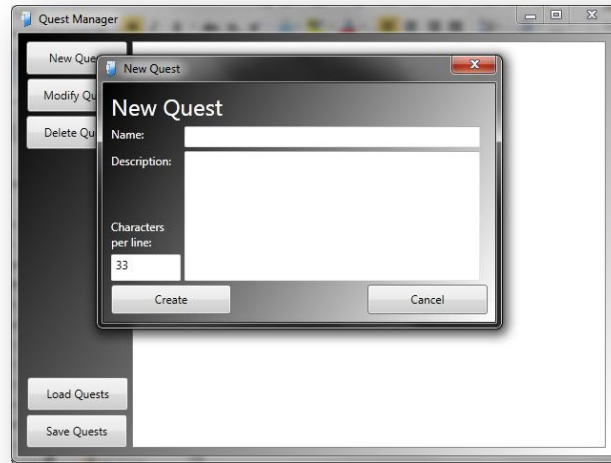 Quest Manager
New Que
New Quest
Modify Qu
New Quest
Delete Qu
Name:
Description:
Characters
per line:
33
Create
Cancel
Load Quests
Save Quests